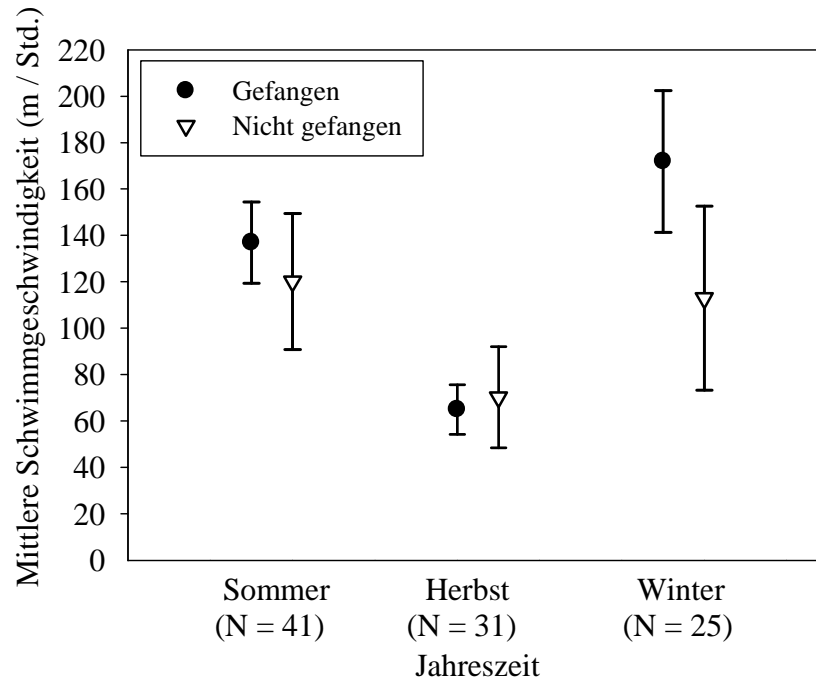 Mittlere Schwimmgeschwindigkeit (m / Std.)
220
200
180
160
140
120
100
80
60
40
20
0
Gefangen
Nicht gefangen
Sommer
(N = 41)
Herbst
(N = 31)
Winter
(N = 25)
Jahreszeit